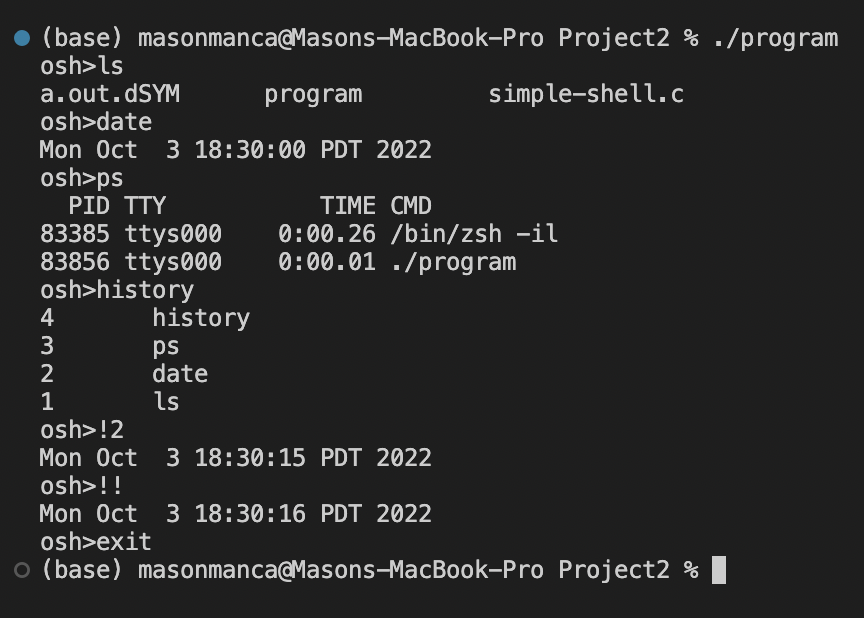 (base) masonmanca@Masons-MacBook-Pro Project2 % ./program
osh>ls
a.out.dSYM      program         simple-shell.c
osh>date
Mon Oct  3 18:30:00 PDT 2022
osh>ps
  PID TTY           TIME CMD
83385 ttys000    0:00.26 /bin/zsh -il
83856 ttys000    0:00.01 ./program
osh>history
4       history
3       ps
2       date
1       ls
osh>!2
Mon Oct  3 18:30:15 PDT 2022
osh>!!
Mon Oct  3 18:30:16 PDT 2022
osh>exit
(base) masonmanca@Masons-MacBook-Pro Project2 %